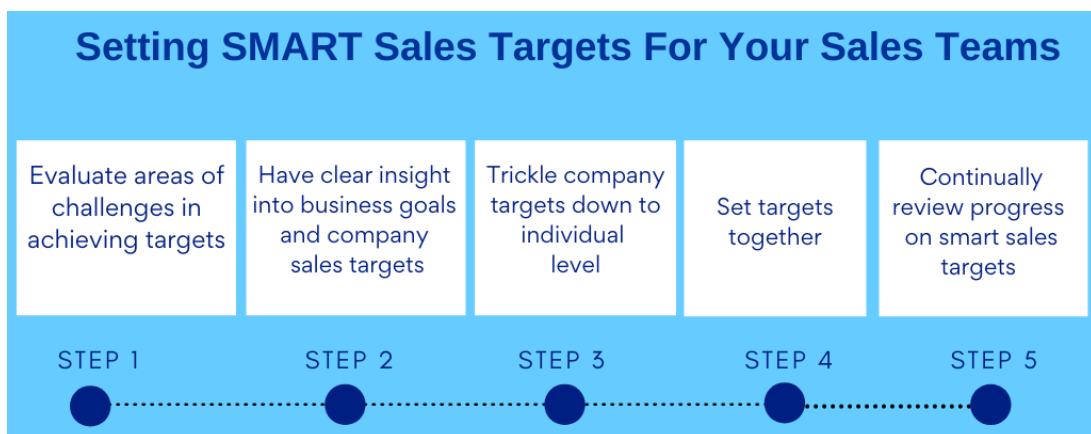 Setting SMART Sales Targets For Your Sales Teams
Evaluate areas of
challenges in
achieving targets
Have clear insight
into business goals
and company
sales targets
Trickle company
targets down to
individual
level
Set targets
together
Continually
review progress
on smart sales
targets
STEP 1
STEP 2
STEP 3
STEP 4
STEP 5